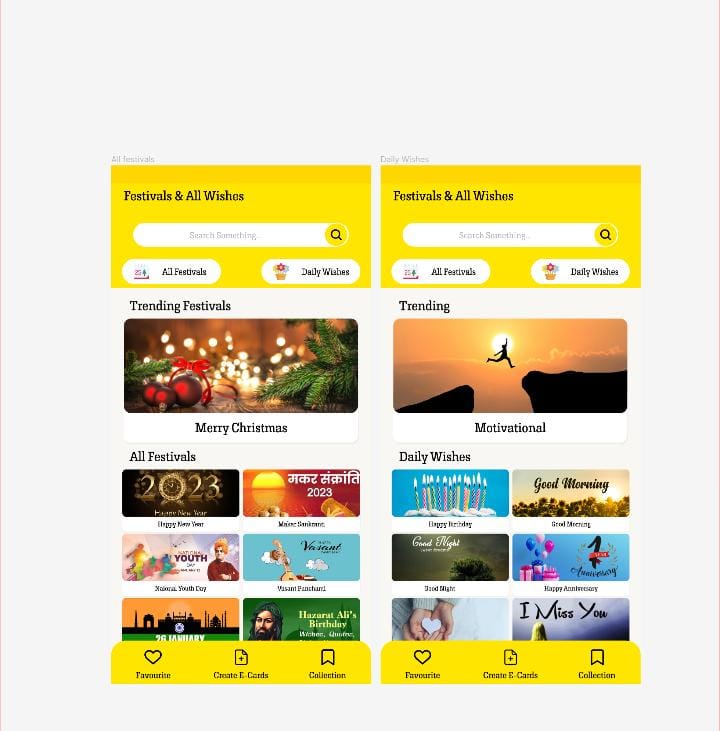 All festivals
Festivals & All Wishes
Search Something..
All Festivals
Daily Wishes
Trending Festivals
Merry Christmas
All Festivals
2023
Happy New Year
Happy New Year
मकर संक्रांति
2023
Makar Sankranti
NATIONAL
YOUTH
DAY
Naional Youth Day
HAPPY
Vasant
PANCHAMI
Vasant Panchami
26 JANUARY
Hazarat Ali's
Birthday
Wishes, Quotes,
Favourite
Create E-Cards
Collection
Daily Wishes
Festivals & All Wishes
Search Something..
All Festivals
Daily Wishes
Trending
Motivational
Daily Wishes
Happy Birthday
Good Morning
Good Morning
Good Night
Good Night
1
YEAR
Anniversary
Happy Anniversary
I Miss You
Favourite
Create E-Cards
Collection